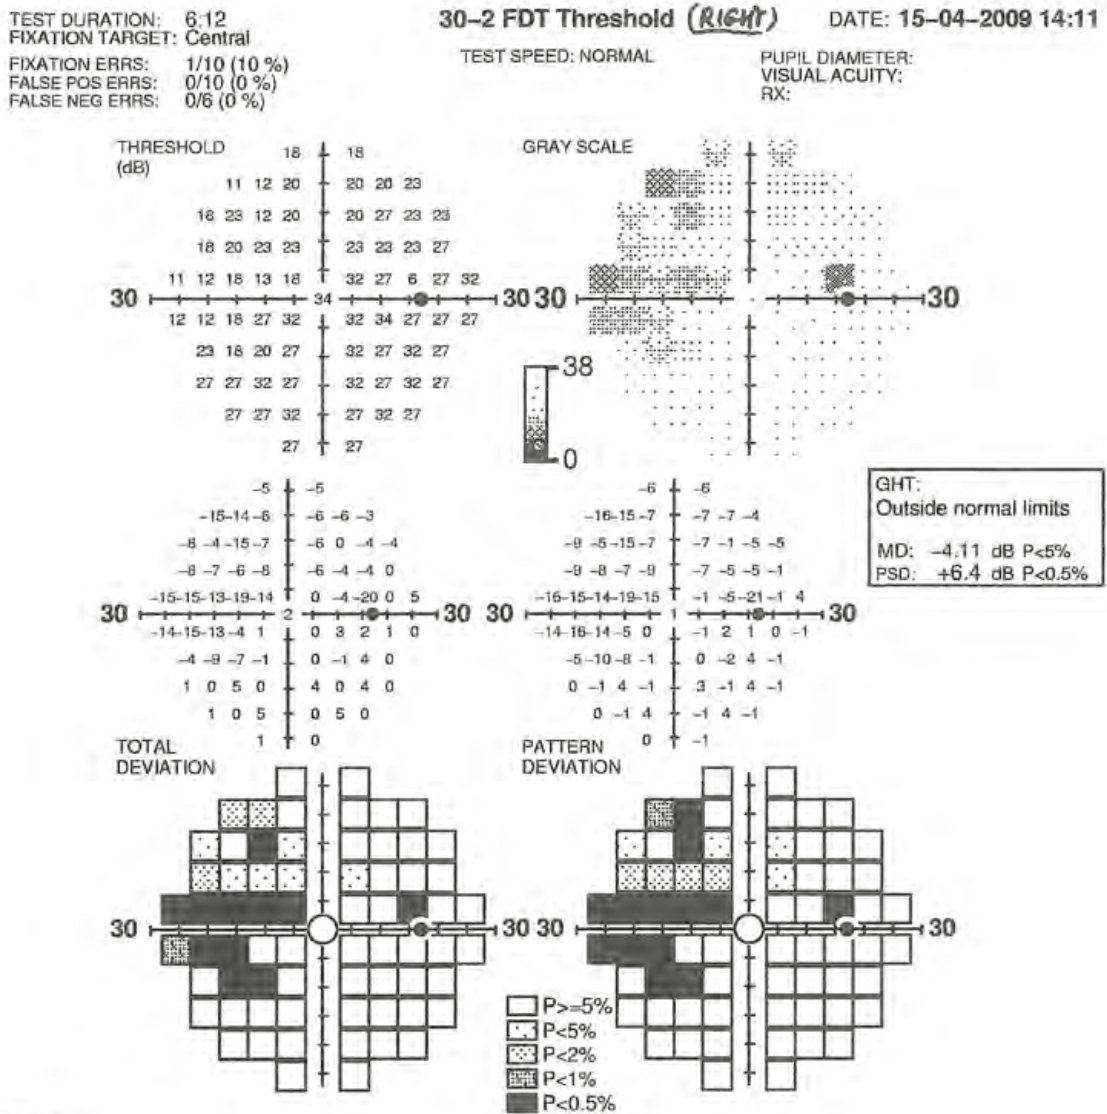 TEST DURATION: 6:12
FIXATION TARGET: Central
FIXATION ERRS: 1/10 (10 %)
FALSE POS ERRS: 0/10 (0 %)
FALSE NEG ERRS: 0/6 (0 %)
30-2 FDT Threshold (RIGHT)
TEST SPEED: NORMAL
DATE: 15-04-2009 14:11
PUPIL DIAMETER:
VISUAL ACUITY:
RX:
THRESHOLD
(dB)
18 18
11 12 20 20 20 23
18 23 12 20 20 27 23 23
18 20 23 23 23 23 23 27
11 12 18 13 18 32 27 6 27 32
30 34 30
12 12 18 27 32 32 34 27 27 27
23 18 20 27 32 27 32 27
27 27 32 27 32 27 32 27
27 27 32 27 32 27
27 27
GRAY SCALE
30 30
38
0
-5 -5
-15 -14 -6 -6 -6 -3
-8 -4 -15 -7 -6 0 -4 -4
-8 -7 -6 -8 -6 -4 -4 0
-15 -15 -13 -19 -14 0 -4 -20 0 5
30 2 30
-14 -15 -13 -4 1 0 3 2 1 0
-4 -9 -7 -1 0 -1 4 0
1 0 5 0 4 0 4 0
1 0 5 0 5 0
1 0
TOTAL
DEVIATION
-6 -6
-16 -15 -7 -7 -7 -4
-9 -5 -15 -7 -7 -1 -5 -5
-9 -8 -7 -9 -7 -5 -5 -1
-16 -15 -14 -19 -15 -1 -5 -21 -1 4
30 1 30
-14 -16 -14 -5 0 -1 2 1 0 -1
-5 -10 -8 -1 0 -2 4 -1
0 -1 4 -1 3 -1 4 -1
0 -1 4 -1 4 -1
0 -1
PATTERN
DEVIATION
GHT:
Outside normal limits
MD: -4.11 dB P<5%
PSD: +6.4 dB P<0.5%
30 30
30 30
P>=5%
P<5%
P<2%
P<1%
P<0.5%